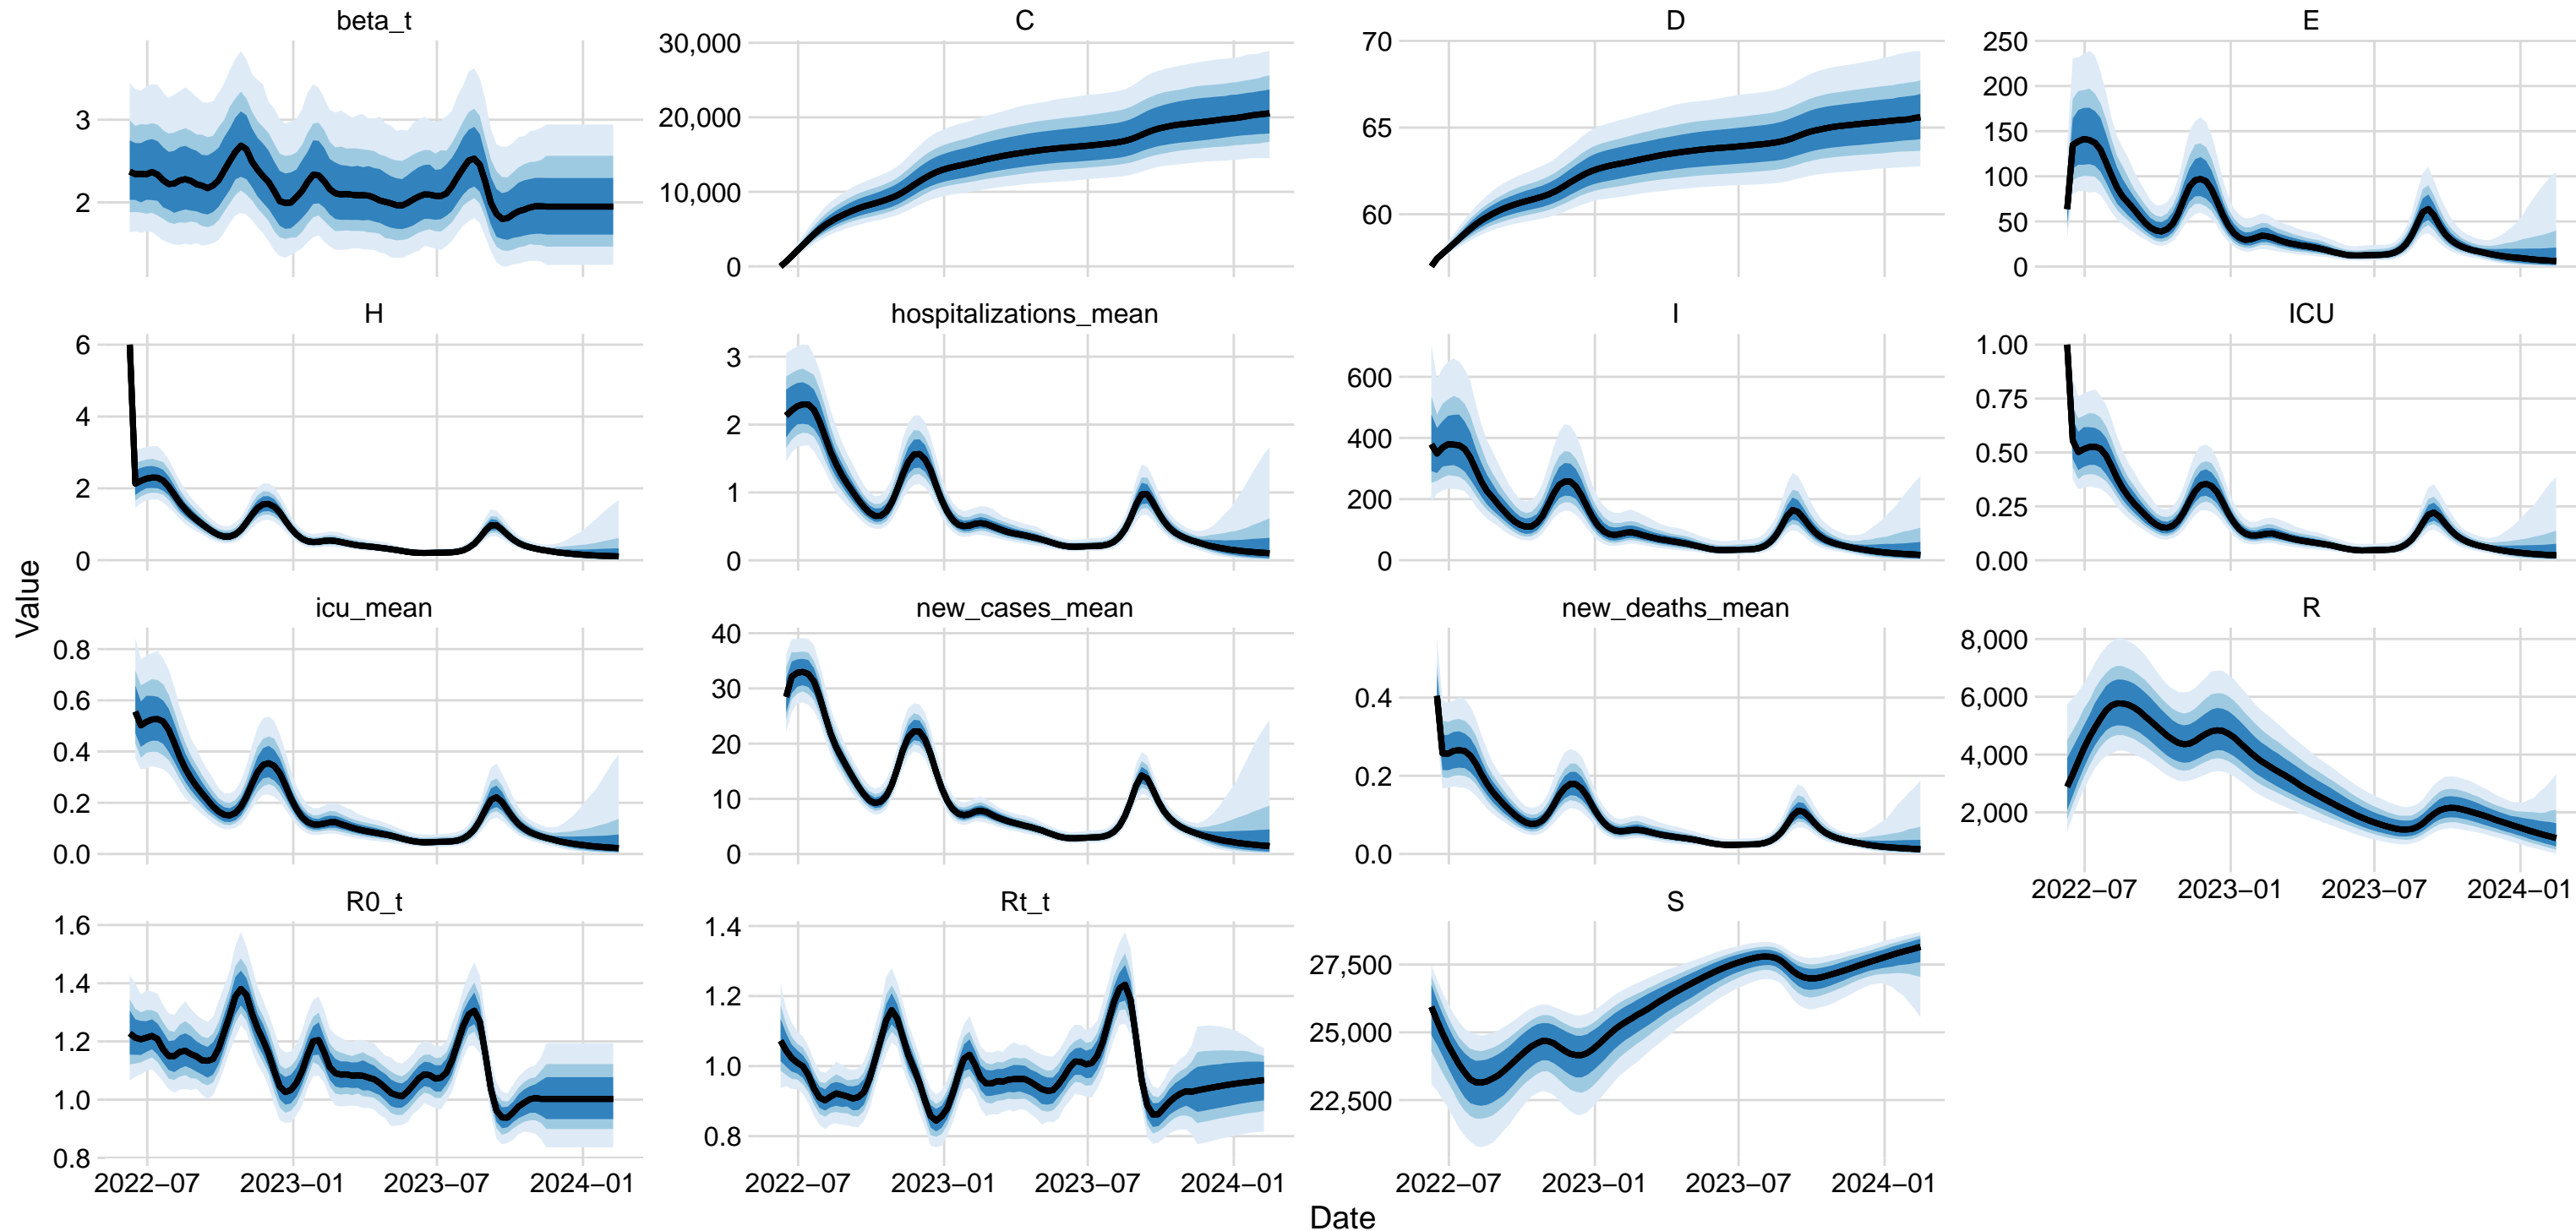 beta_t
C
D
E
3
2
30,000
20,000
10,000
0
70
65
60
250
200
150
100
50
0
H
hospitalizations_mean
I
ICU
6
4
2
0
3
2
1
0
600
400
200
0
1.00
0.75
0.50
0.25
0.00
Value
icu_mean
new_cases_mean
new_deaths_mean
R
0.8
0.6
0.4
0.2
0.0
40
30
20
10
0
0.4
0.2
0.0
8,000
6,000
4,000
2,000
2022−07 2023−01 2023−07 2024−01
R0_t
Rt_t
S
1.6
1.4
1.2
1.0
0.8
1.4
1.2
1.0
0.8
27,500
25,000
22,500
2022−07 2023−01 2023−07 2024−01
2022−07 2023−01 2023−07 2024−01
2022−07 2023−01 2023−07 2024−01
Date